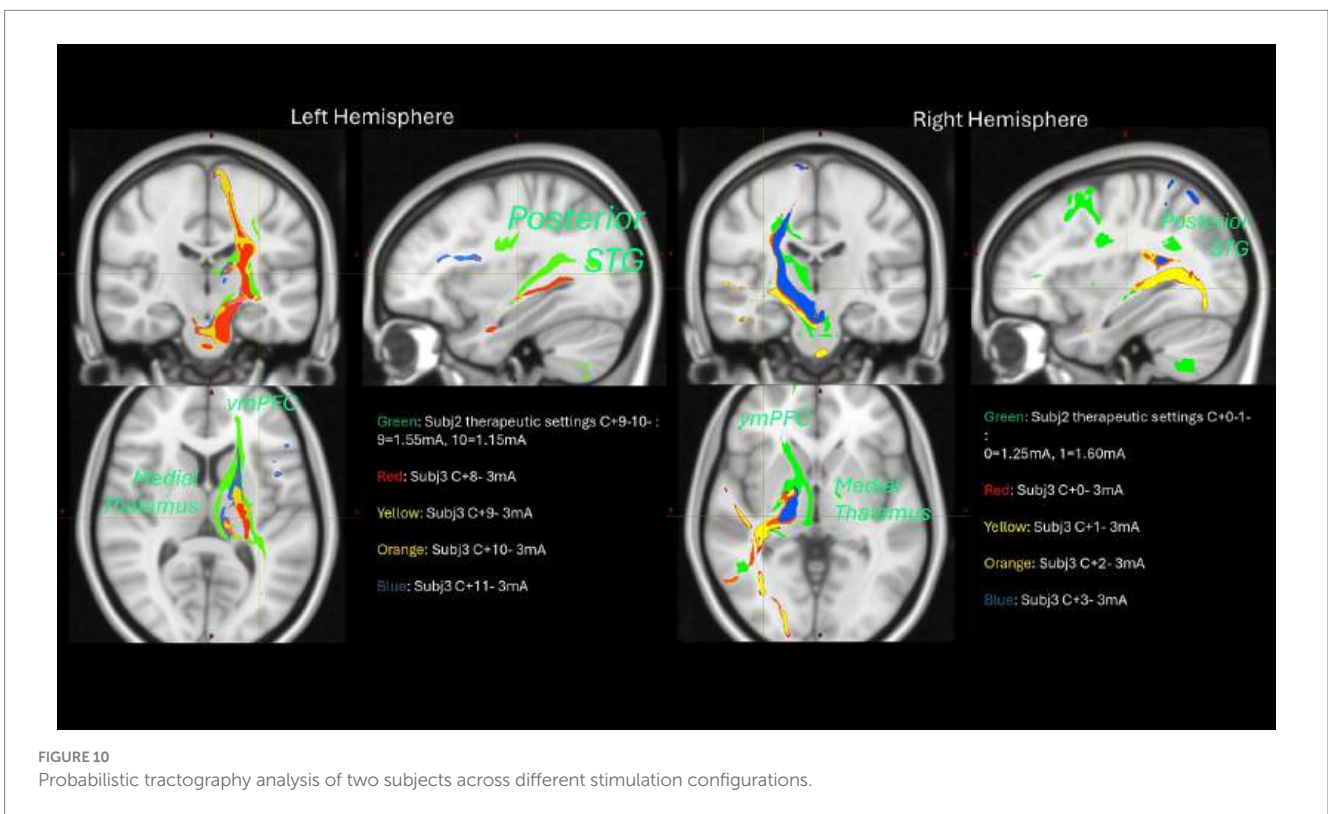 Left Hemisphere
Posterior
STG
vmPFC
Medial
Thalamus
Green: Subj2 therapeutic settings C+9-10- :
9=1.55mA, 10=1.15mA
Red: Subj3 C+8- 3mA
Yellow: Subj3 C+9- 3mA
Orange: Subj3 C+10- 3mA
Blue: Subj3 C+11- 3mA
Right Hemisphere
Posterior
STG
vmPFC
Medial
Thalamus
Green: Subj2 therapeutic settings C+0-1-
:
0=1.25mA, 1=1.60mA
Red: Subj3 C+0- 3mA
Yellow: Subj3 C+1- 3mA
Orange: Subj3 C+2- 3mA
Blue: Subj3 C+3- 3mA
FIGURE 10
Probabilistic tractography analysis of two subjects across different stimulation configurations.